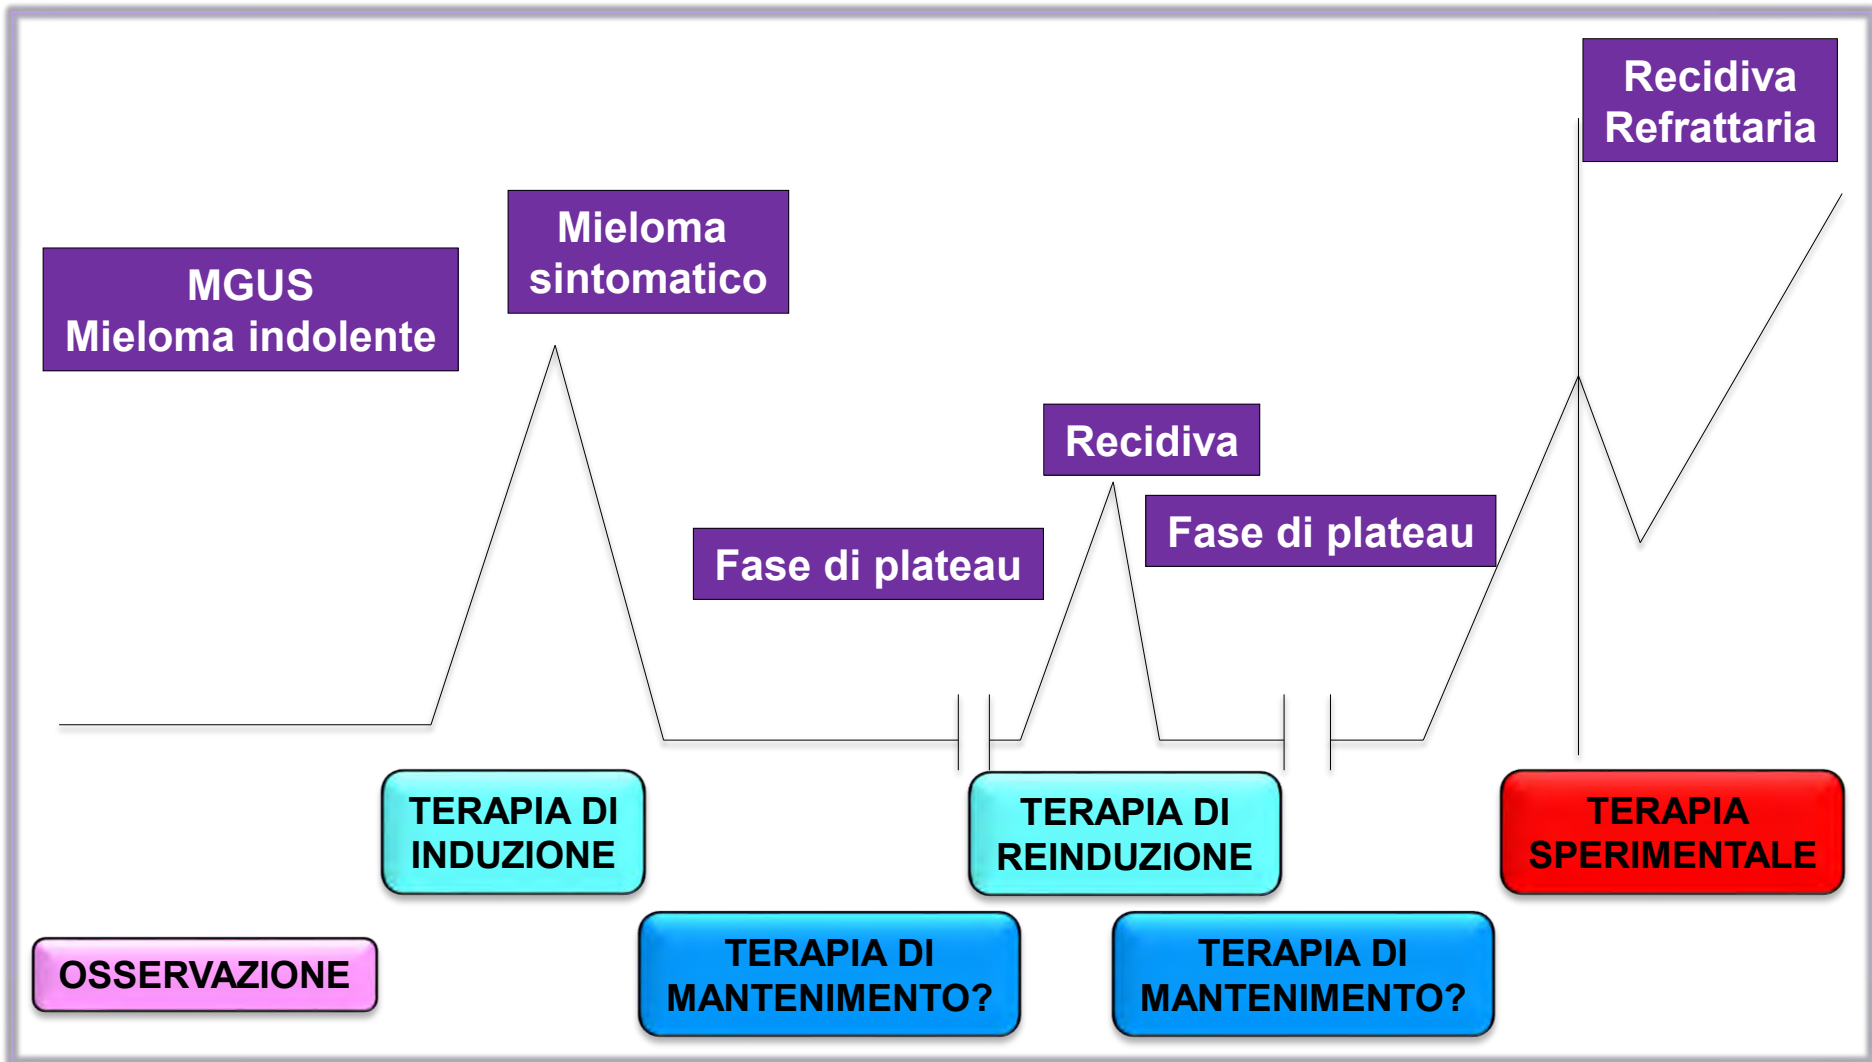 Recidiva
Refrattaria
Mieloma
sintomatico
MGUS
Mieloma indolente
Recidiva
Fase di plateau
Fase di plateau
TERAPIA DI
INDUZIONE
TERAPIA DI
REINDUZIONE
TERAPIA
SPERIMENTALE
OSSERVAZIONE
TERAPIA DI
MANTENIMENTO?
TERAPIA DI
MANTENIMENTO?